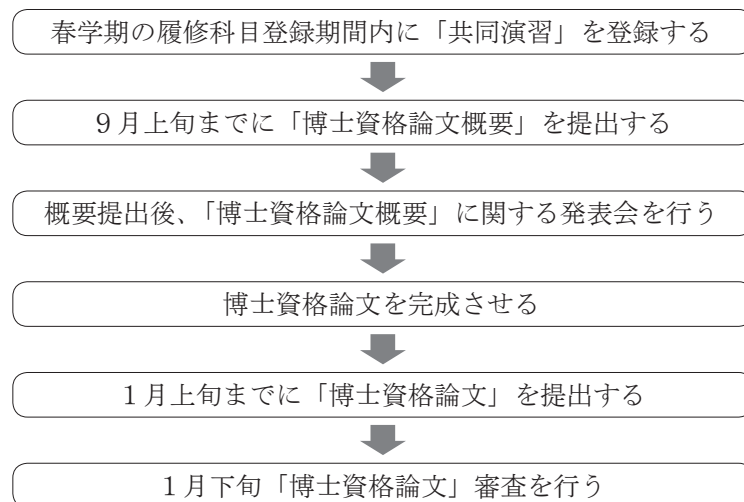 春学期の履修科目登録期間内に「共同演習」を登録する
９月上旬までに「博士資格論文概要」を提出する
概要提出後、「博士資格論文概要」に関する発表会を行う
博士資格論文を完成させる
１月上旬までに「博士資格論文」を提出する
１月下旬「博士資格論文」審査を行う